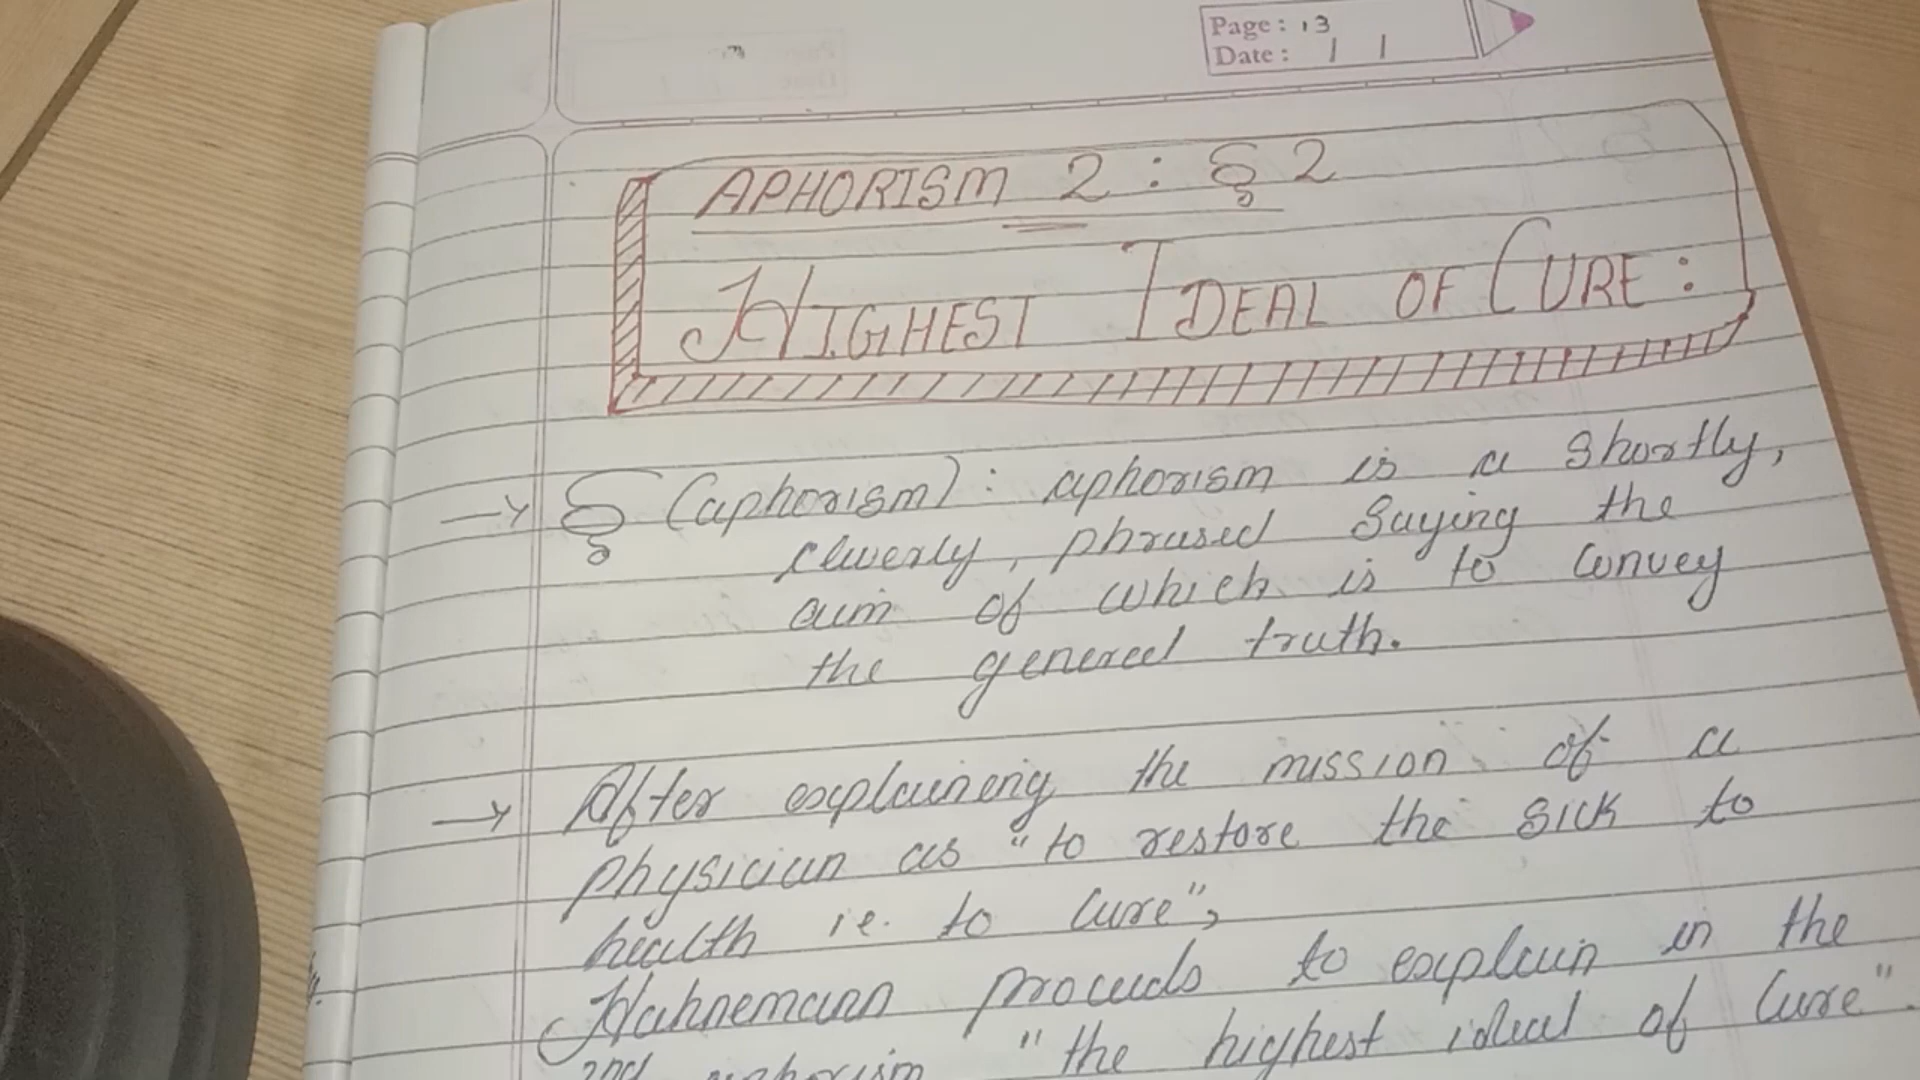 Page : 13
Date : / /
APHORISM 2 : § 2
HIGHEST IDEAL OF CURE :
→ § (aphorism) : aphorism is a shortly,
cleverly, phrased saying the
aim of which is to convey
the general truth.
→ After explaining the mission of a
physician as "to restore the sick to
health i.e. to cure",
Hahnemann proceeds to explain in the
2nd aphorism "the highest ideal of cure".